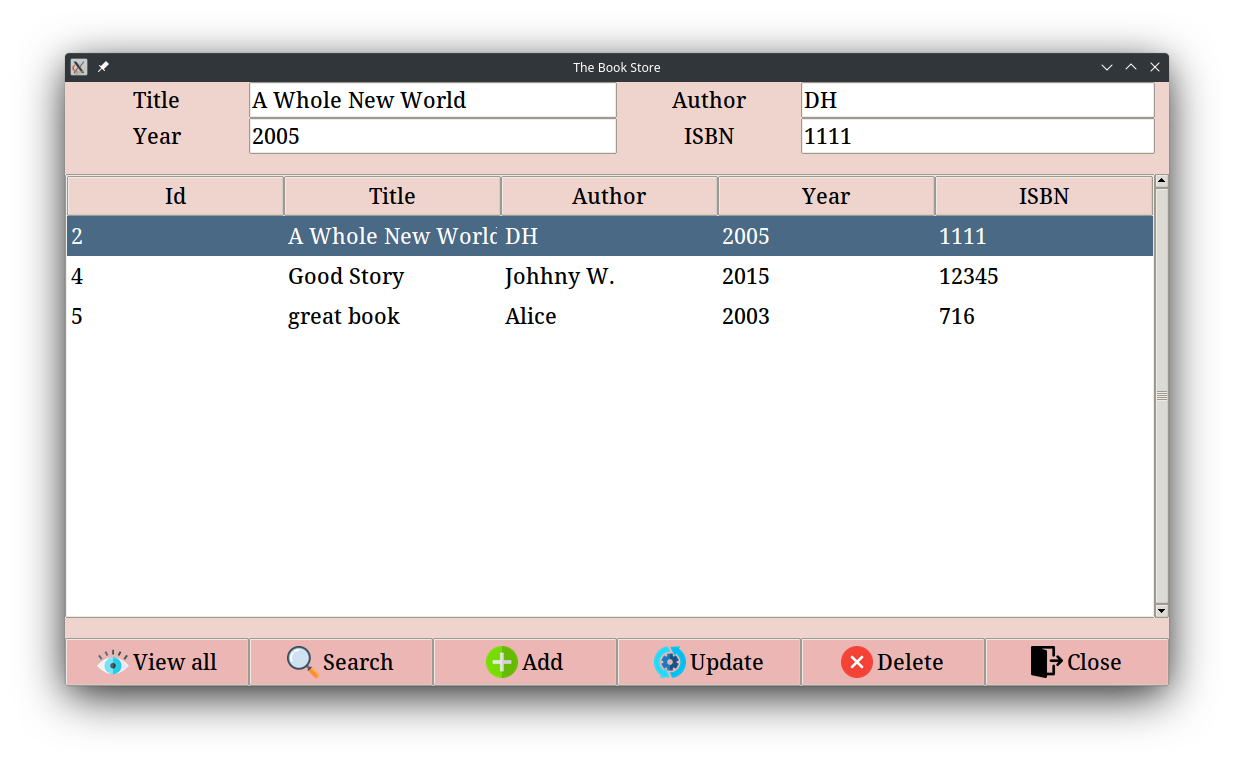 The Book Store
Title A Whole New World Author DH
Year 2005 ISBN 1111
Id Title Author Year ISBN
2 A Whole New World DH 2005 1111
4 Good Story Johhny W. 2015 12345
5 great book Alice 2003 716
View all Search Add Update Delete Close